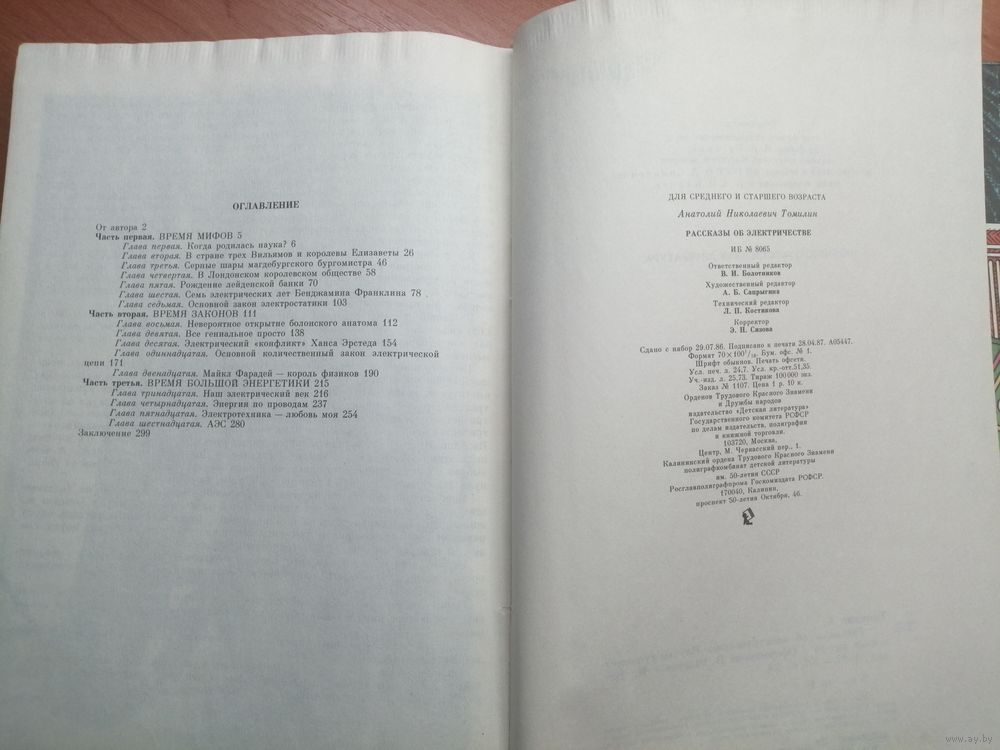 ОГЛАВЛЕНИЕ
От автора 2
Часть первая. ВРЕМЯ МИФОВ 5
Глава первая. Когда родилась наука? 6
Глава вторая. В стране трех Вильямов и королевы Елизаветы 26
Глава третья. Серные шары магдебургского бургомистра 46
Глава четвертая. В Лондонском королевском обществе 58
Глава пятая. Рождение лейденской банки 70
Глава шестая. Семь электрических лет Бенджамина Франклина 78
Глава седьмая. Основной закон электростатики 103
Часть вторая. ВРЕМЯ ЗАКОНОВ 111
Глава восьмая. Невероятное открытие болонского анатома 112
Глава девятая. Все гениальное просто 138
Глава десятая. Электрический «конфликт» Ханса Эрстеда 154
Глава одиннадцатая. Основной количественный закон электрической
цепи 171
Глава двенадцатая. Майкл Фарадей — король физиков 190
Часть третья. ВРЕМЯ БОЛЬШОЙ ЭНЕРГЕТИКИ 215
Глава тринадцатая. Наш электрический век 216
Глава четырнадцатая. Энергия по проводам 237
Глава пятнадцатая. Электротехника — любовь моя 254
Глава шестнадцатая. АЭС 280
Заключение 299
ДЛЯ СРЕДНЕГО И СТАРШЕГО ВОЗРАСТА
Анатолий Николаевич Томилин
РАССКАЗЫ ОБ ЭЛЕКТРИЧЕСТВЕ
ИБ № 8065
Ответственный редактор
В. И. Болотников
Художественный редактор
А. Б. Сапрыгина
Технический редактор
Л. П. Костикова
Корректор
Э. Н. Сизова
Сдано с набор 29.07.86. Подписано к печати 28.04.87. А05447.
Формат 70×100¹/₁₆. Бум. офс. № 1.
Шрифт обыкнов. Печать офсетн.
Усл. печ. л. 24,7. Усл. кр.-отт. 51,35.
Уч.-изд. л. 25,73. Тираж 100 000 экз.
Заказ № 1107. Цена 1 р. 10 к.
Орденов Трудового Красного Знамени
и Дружбы народов
издательство «Детская литература»
Государственного комитета РСФСР
по делам издательств, полиграфии
и книжной торговли.
103720, Москва,
Центр, М. Черкасский пер., 1.
Калининский ордена Трудового Красного Знамени
полиграфкомбинат детской литературы
им. 50-летия СССР
Росглавполиграфпрома Госкомиздата РСФСР.
170040, Калинин,
проспект 50-летия Октября, 46.
www.ay.by